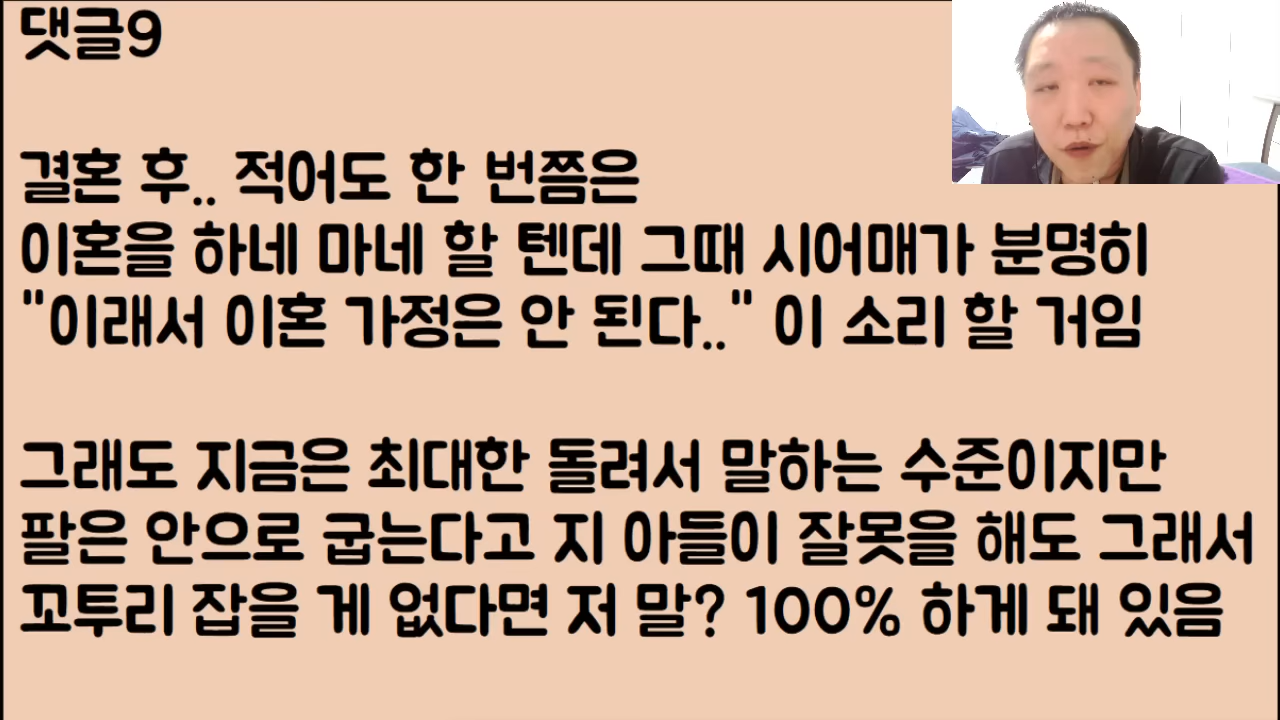 댓글9
결혼 후.. 적어도 한 번쯤은
이혼을 하네 마네 할 텐데 그때 시어매가 분명히
"이래서 이혼 가정은 안 된다.." 이 소리 할 거임
그래도 지금은 최대한 돌려서 말하는 수준이지만
팔은 안으로 굽는다고 지 아들이 잘못을 해도 그래서
꼬투리 잡을 게 없다면 저 말? 100% 하게 돼 있음